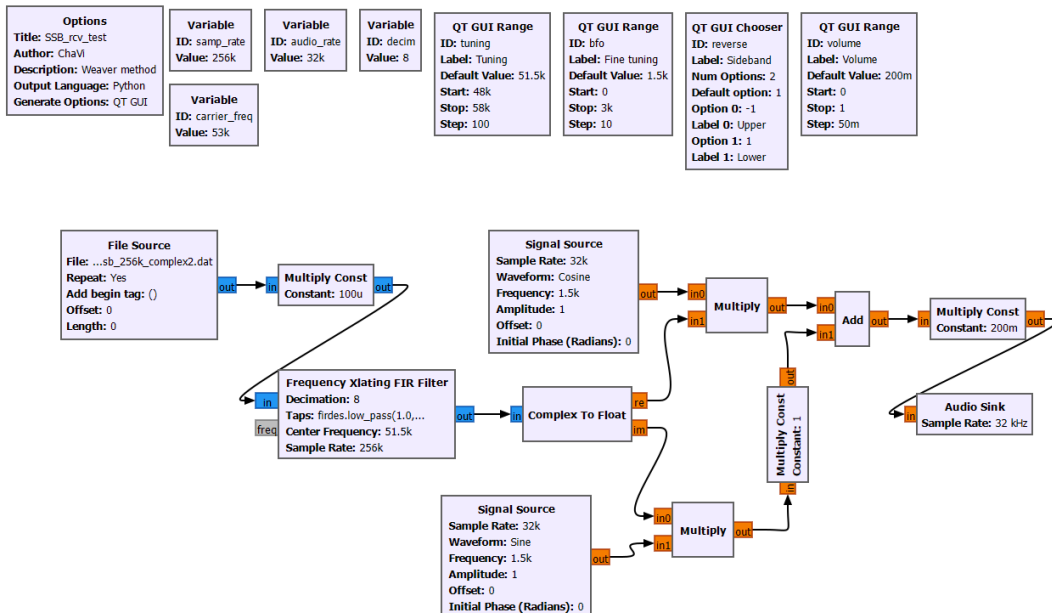 Options
Title: SSB_rcv_test
Author: ChaVi
Description: Weaver method
Output Language: Python
Generate Options: QT GUI
Variable
ID: samp_rate
Value: 256k
Variable
ID: audio_rate
Value: 32k
Variable
ID: decim
Value: 8
Variable
ID: carrier_freq
Value: 53k
QT GUI Range
ID: tuning
Label: Tuning
Default Value: 51.5k
Start: 48k
Stop: 58k
Step: 100
QT GUI Range
ID: bfo
Label: Fine tuning
Default Value: 1.5k
Start: 0
Stop: 3k
Step: 10
QT GUI Chooser
ID: reverse
Label: Sideband
Num Options: 2
Default option: 1
Option 0: -1
Label 0: Upper
Option 1: 1
Label 1: Lower
QT GUI Range
ID: volume
Label: Volume
Default Value: 200m
Start: 0
Stop: 1
Step: 50m
File Source
File: ...sb_256k_complex2.dat
Repeat: Yes
Add begin tag: ()
Offset: 0
Length: 0
out
in
Multiply Const
Constant: 100u
out
Signal Source
Sample Rate: 32k
Waveform: Cosine
Frequency: 1.5k
Amplitude: 1
Offset: 0
Initial Phase (Radians): 0
out
in0
in1
Multiply
out
in0
in1
Add
out
in
Multiply Const
Constant: 200m
out
in
freq
Frequency Xlating FIR Filter
Decimation: 8
Taps: firdes.low_pass(1.0,...
Center Frequency: 51.5k
Sample Rate: 256k
out
in
Complex To Float
re
im
out
Multiply Const
Constant: 1
in
in
Audio Sink
Sample Rate: 32 kHz
Signal Source
Sample Rate: 32k
Waveform: Sine
Frequency: 1.5k
Amplitude: 1
Offset: 0
Initial Phase (Radians): 0
out
in0
in1
Multiply
out